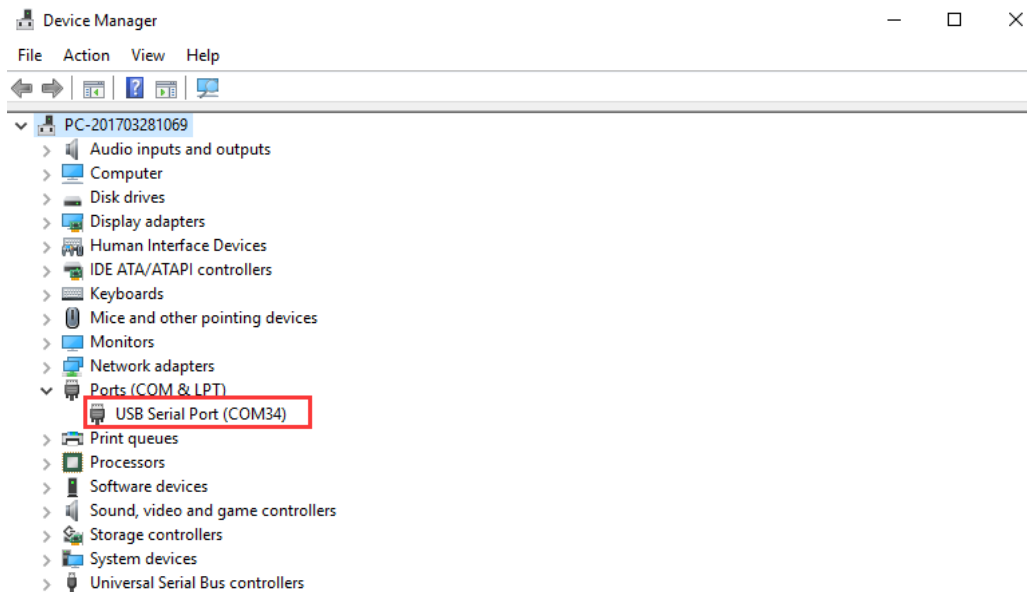 Device Manager
File Action View Help
PC-201703281069
Audio inputs and outputs
Computer
Disk drives
Display adapters
Human Interface Devices
IDE ATA/ATAPI controllers
Keyboards
Mice and other pointing devices
Monitors
Network adapters
Ports (COM & LPT)
USB Serial Port (COM34)
Print queues
Processors
Software devices
Sound, video and game controllers
Storage controllers
System devices
Universal Serial Bus controllers